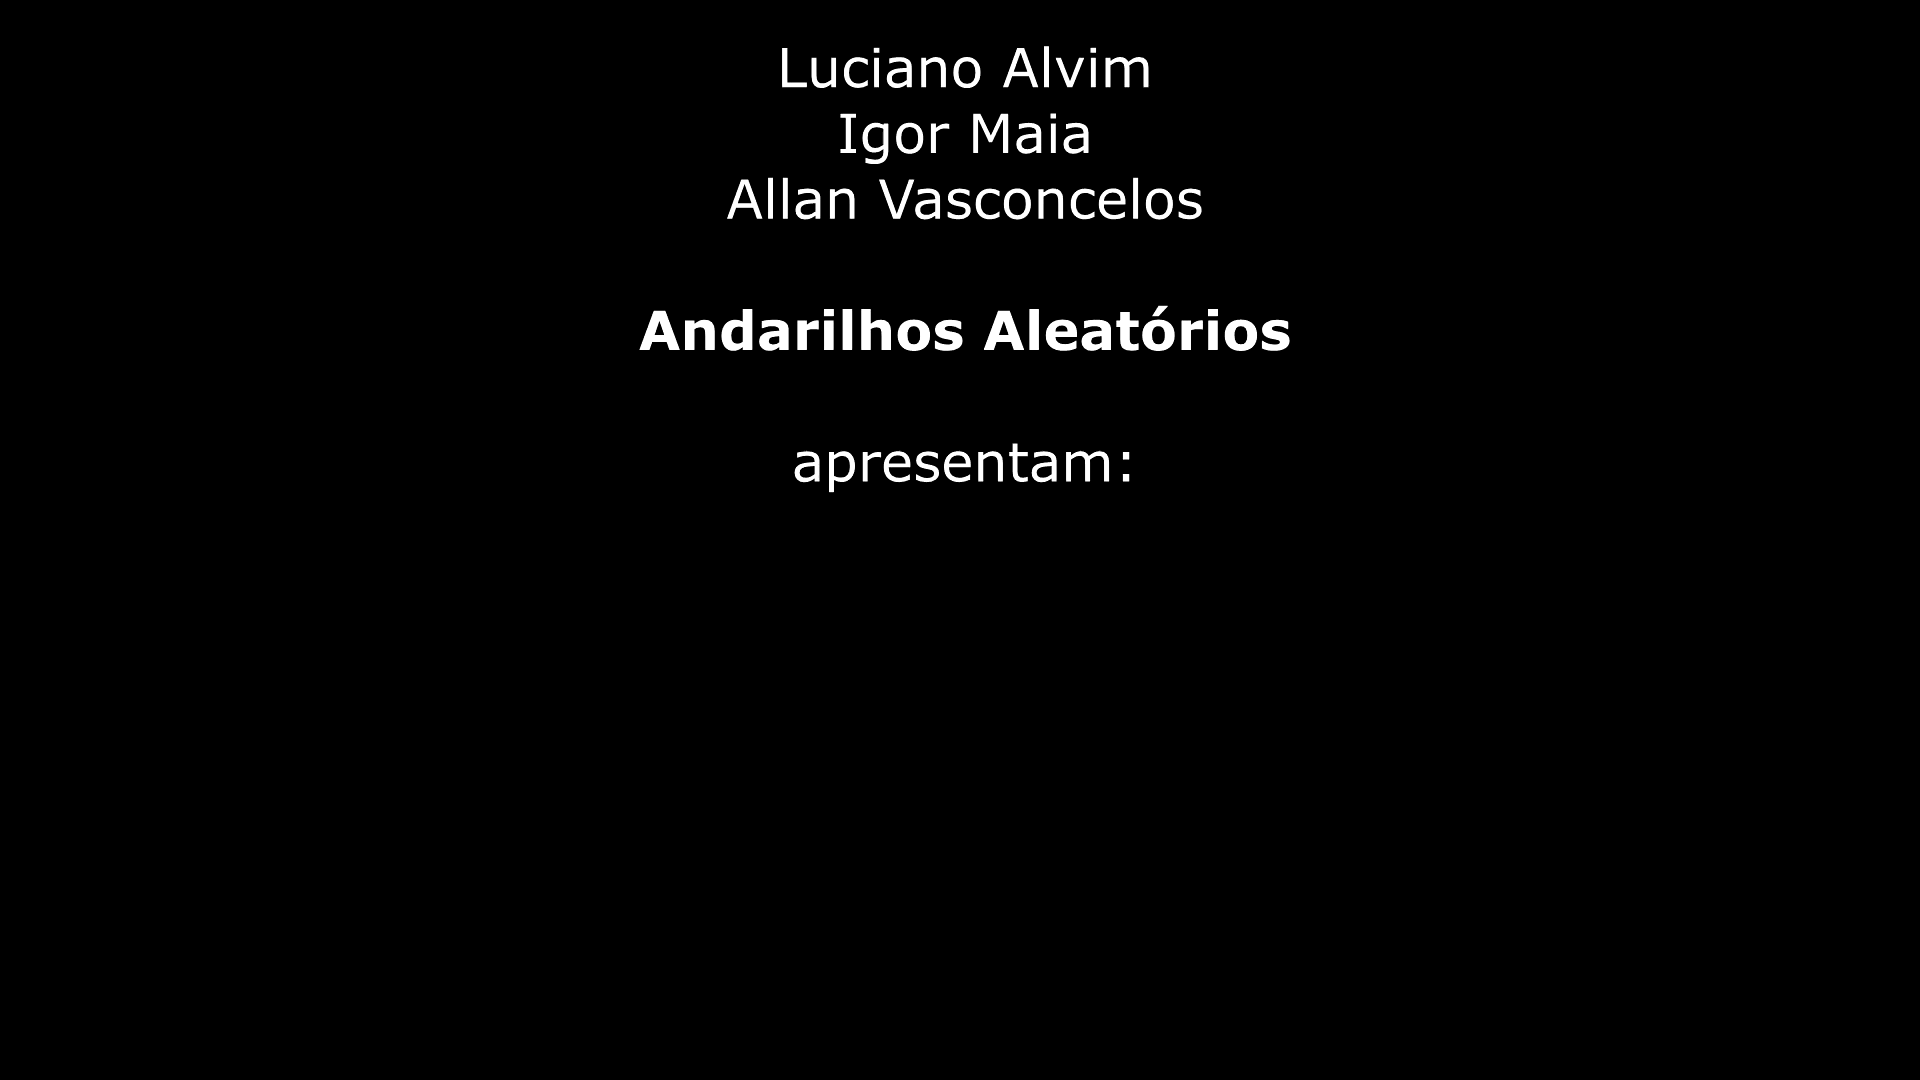 Luciano Alvim
Igor Maia
Allan Vasconcelos
Andarilhos Aleatórios
apresentam: